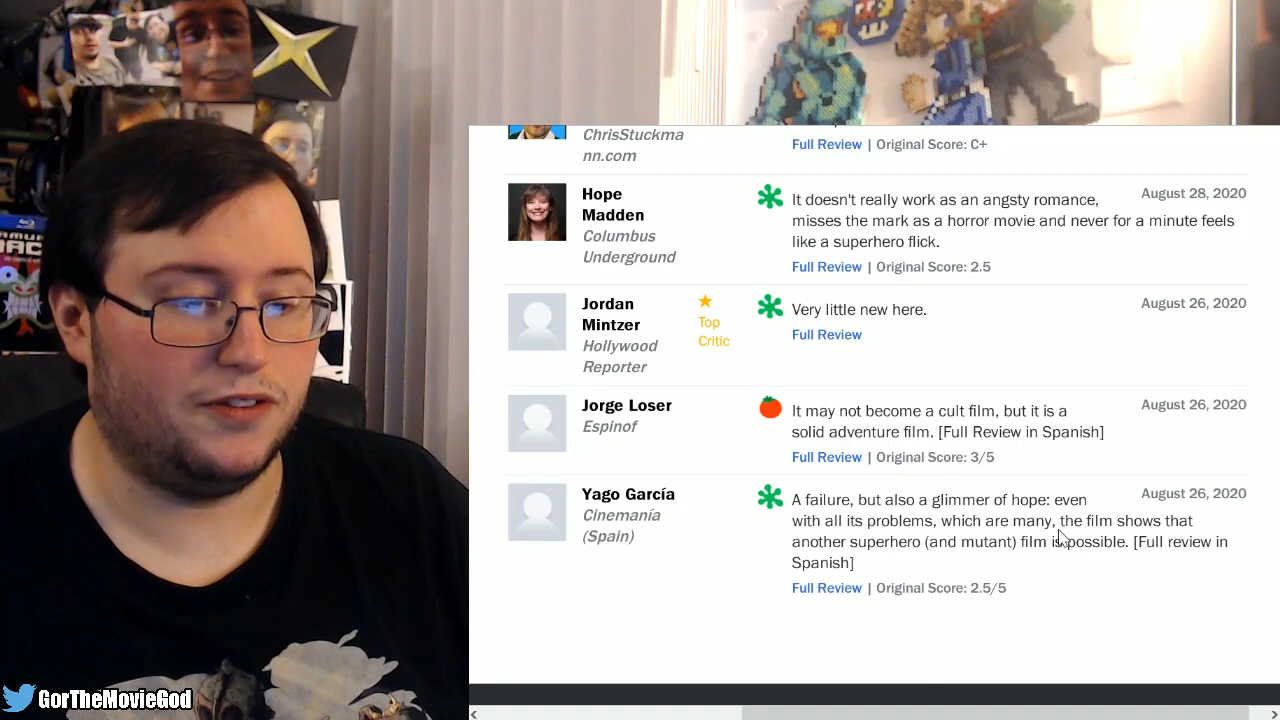 ChrisStuckma
nn.com
Full Review | Original Score: C+
Hope
Madden
Columbus
Underground
It doesn't really work as an angsty romance,
misses the mark as a horror movie and never for a minute feels
like a superhero flick.
August 28, 2020
Full Review | Original Score: 2.5
Jordan
Mintzer
Hollywood
Reporter
Top
Critic
Very little new here.
August 26, 2020
Full Review
Jorge Loser
Espinof
It may not become a cult film, but it is a
solid adventure film. [Full Review in Spanish]
August 26, 2020
Full Review | Original Score: 3/5
Yago García
Cinemanía
(Spain)
A failure, but also a glimmer of hope: even
with all its problems, which are many, the film shows that
another superhero (and mutant) film is possible. [Full review in
Spanish]
August 26, 2020
Full Review | Original Score: 2.5/5
GorTheMovieGod